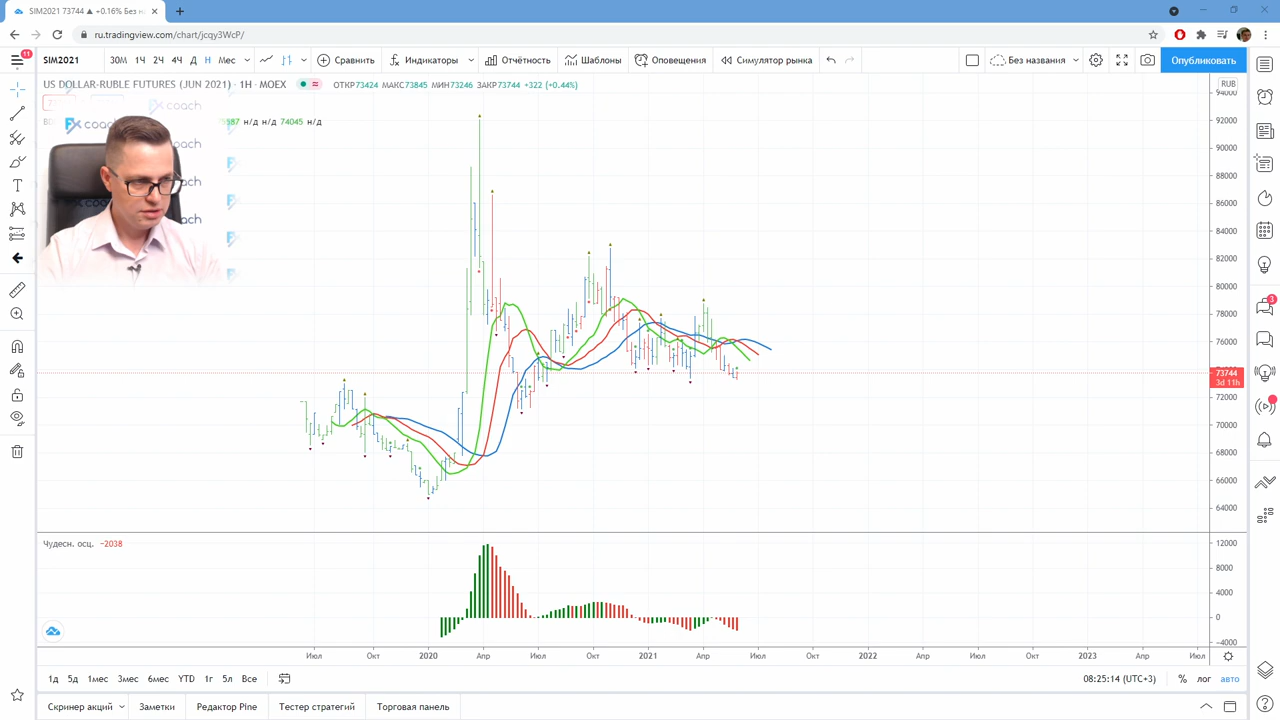 SIM2021 73744 ▲ +0.16% Без н
ru.tradingview.com/chart/jcqy3WcP/
11
SIM2021 30М 1Ч 2Ч 4Ч Д Н Мес Сравнить Индикаторы Отчётность Шаблоны Оповещения Симулятор рынка Без названия Опубликовать
US DOLLAR-RUBLE FUTURES (JUN 2021) · 1Н · MOEX ОТКР73424 МАКС73845 МИН73246 ЗАКР73744 +322 (+0.44%)
RUB
coach
н/д н/д 74045 н/д
94000
92000
90000
88000
86000
84000
82000
80000
78000
76000
73744
3d 11h
72000
70000
68000
66000
64000
3
Чудесн. осц. −2038
12000
8000
4000
0
−4000
Июл Окт 2020 Апр Июл Окт 2021 Апр Июл Окт 2022 Апр Июл Окт 2023 Апр Июл
1д 5д 1мес 3мес 6мес YTD 1г 5л Все
08:25:14 (UTC+3) % лог авто
Скринер акций Заметки Редактор Pine Тестер стратегий Торговая панель